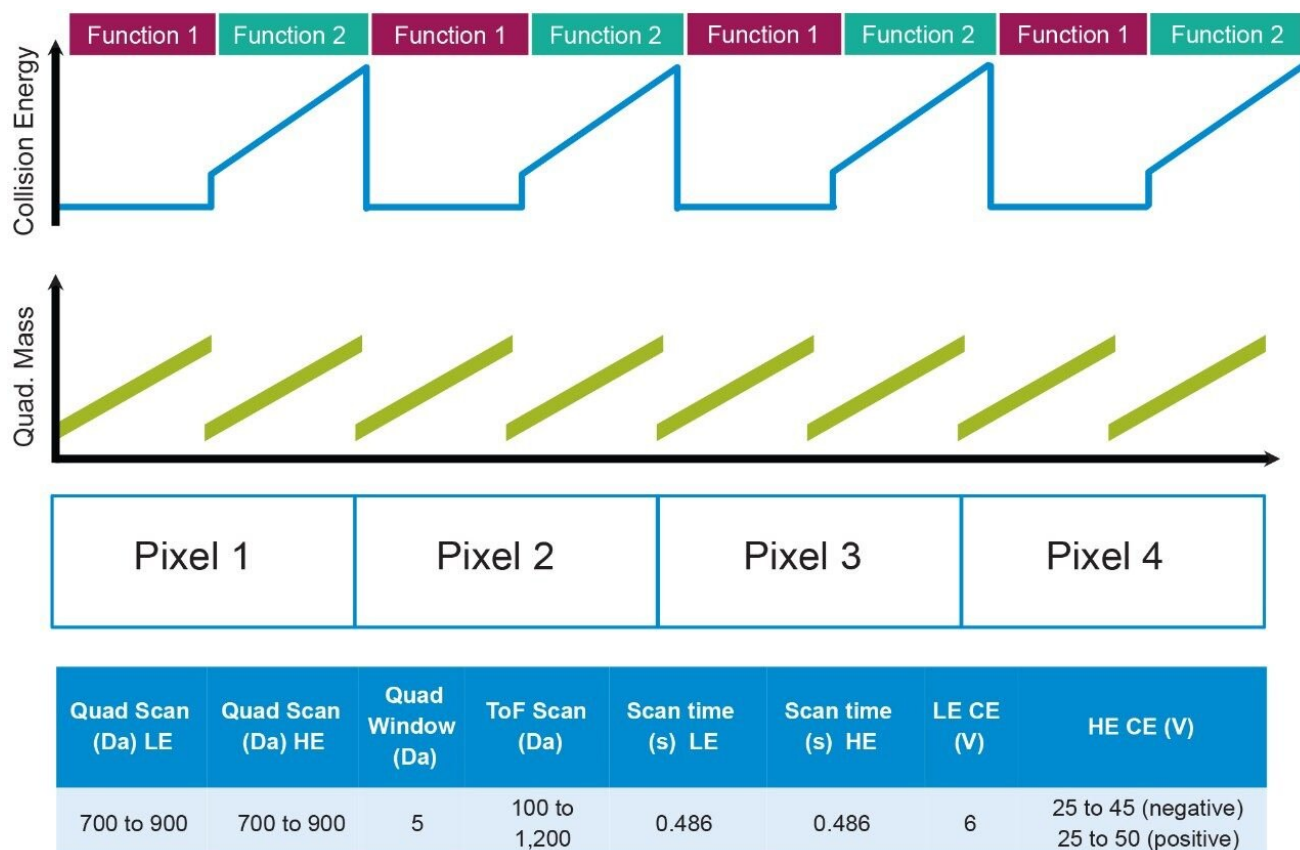 Function 1 Function 2 Function 1 Function 2 Function 1 Function 2 Function 1 Function 2
Collision Energy
Quad. Mass
Pixel 1 Pixel 2 Pixel 3 Pixel 4
Quad Scan (Da) LE
Quad Scan (Da) HE
Quad Window (Da)
ToF Scan (Da)
Scan time (s) LE
Scan time (s) HE
LE CE (V)
HE CE (V)
700 to 900
700 to 900
5
100 to 1,200
0.486
0.486
6
25 to 45 (negative)
25 to 50 (positive)